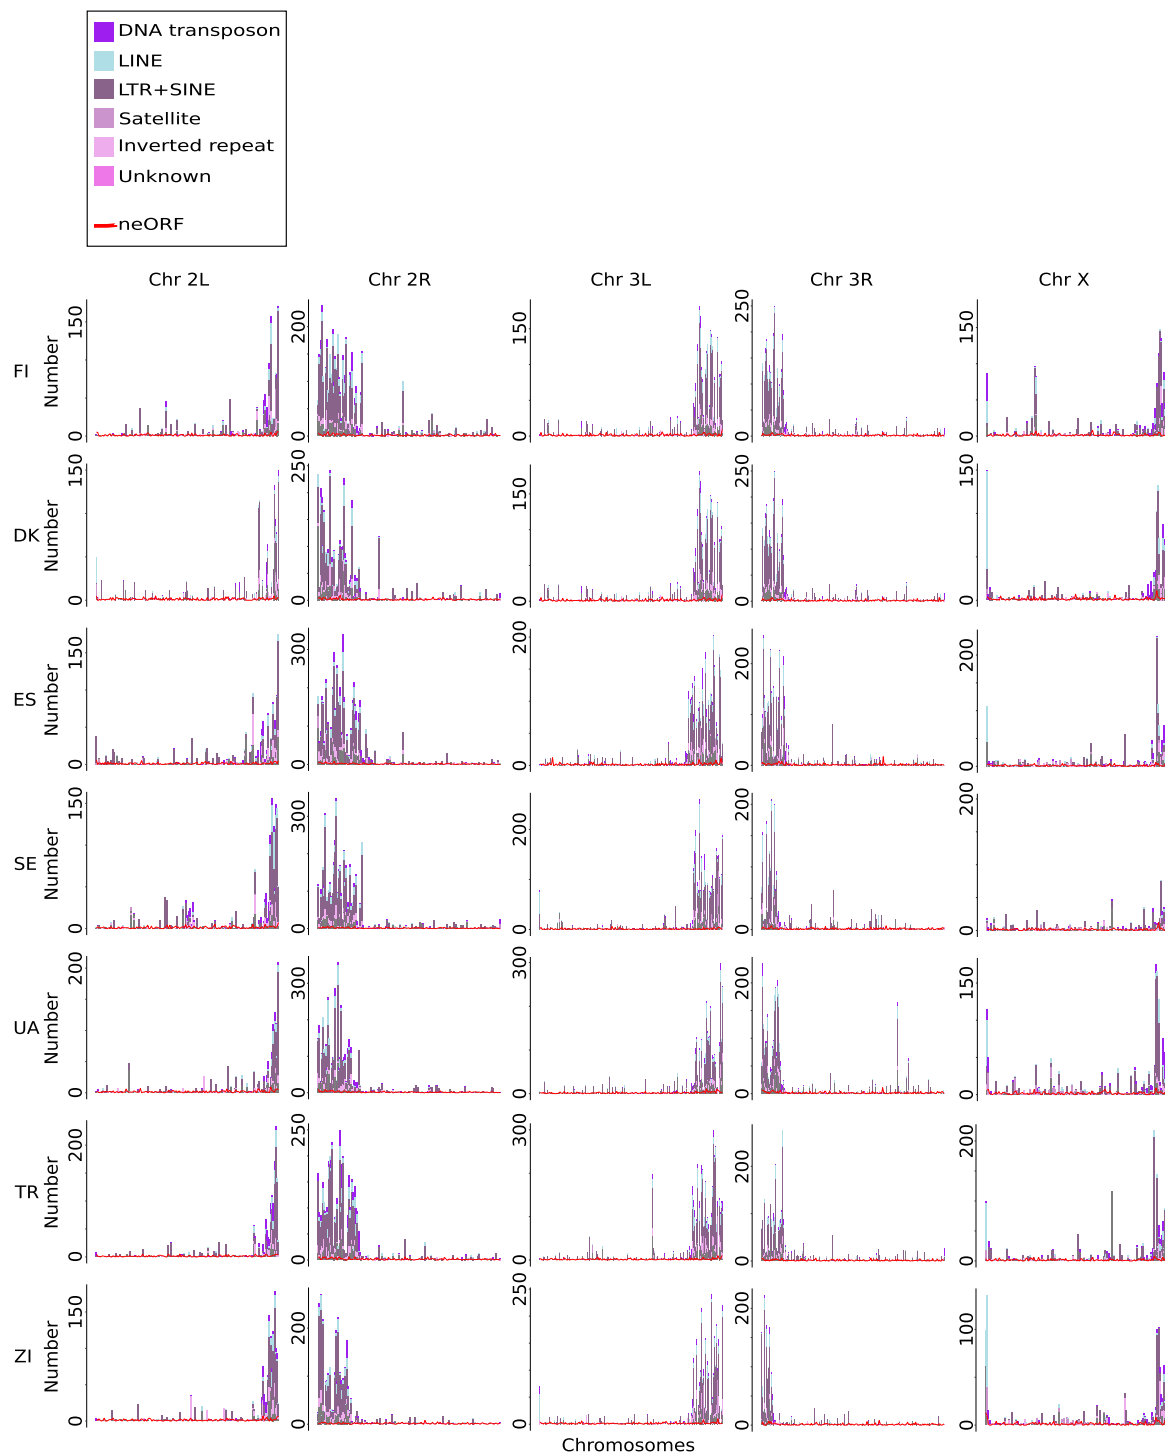 DNA transposon
LINE
LTR+SINE
Satellite
Inverted repeat
Unknown
neORF
Chr 2L Chr 2R Chr 3L Chr 3R Chr X
FI Number 0 150 0 200 0 150 0 250 0 150
DK Number 0 150 0 250 0 150 0 250 0 150
ES Number 0 150 0 300 0 200 0 200 0 200
SE Number 0 150 0 300 0 200 0 200 0 200
UA Number 0 200 0 300 0 300 0 200 0 150
TR Number 0 200 0 250 0 300 0 200 0 200
ZI Number 0 150 0 200 0 250 0 200 0 100
Chromosomes